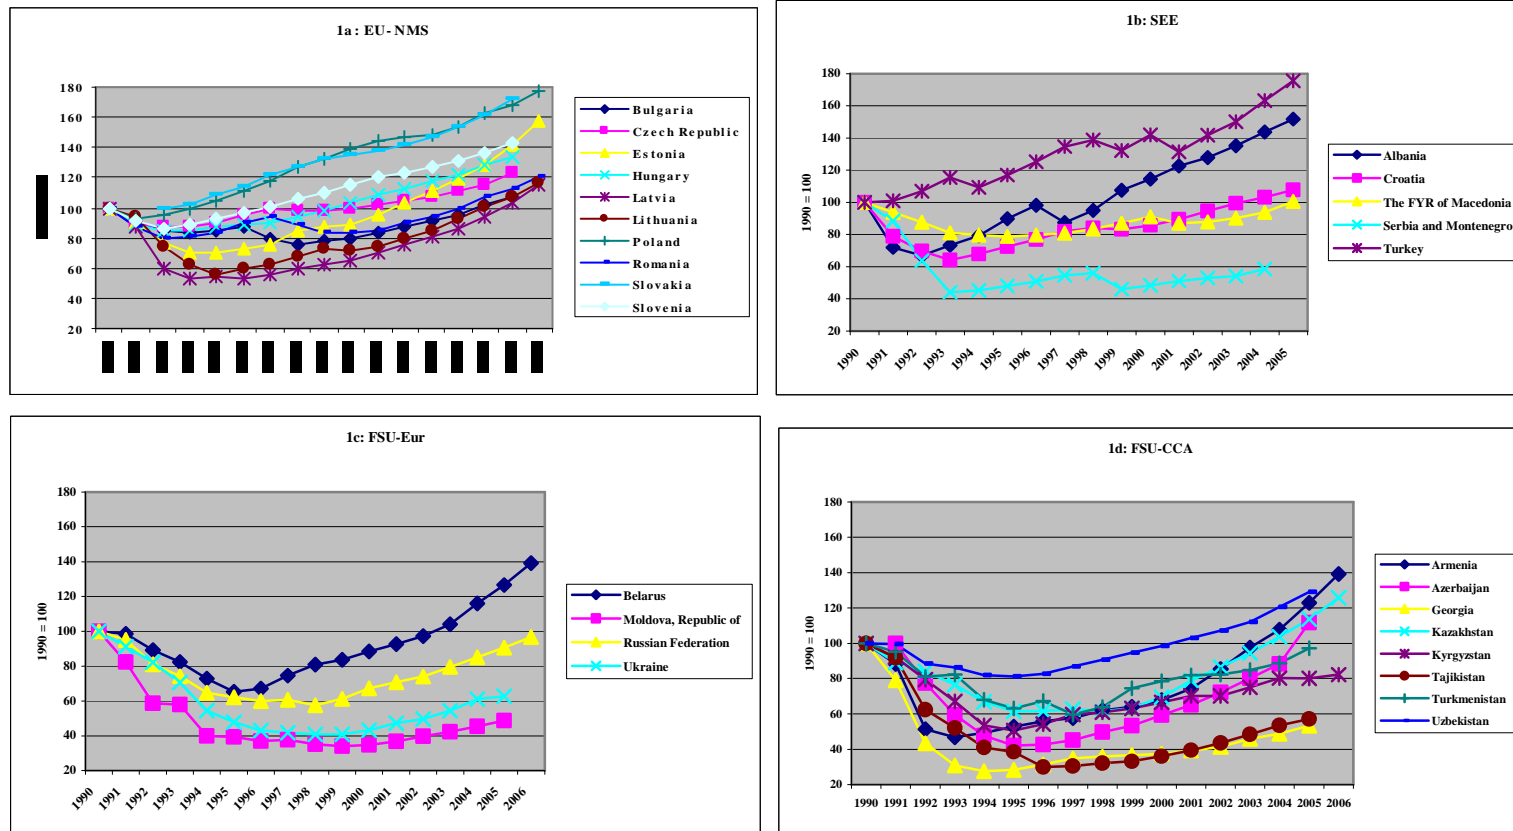 1a: EU-NMS
180
160
140
120
100
80
60
40
20
Bulgaria
Czech Republic
Estonia
Hungary
Latvia
Lithuania
Poland
Romania
Slovakia
Slovenia
1b: SEE
1990 = 100
180
160
140
120
100
80
60
40
20
1990 1991 1992 1993 1994 1995 1996 1997 1998 1999 2000 2001 2002 2003 2004 2005
Albania
Croatia
The FYR of Macedonia
Serbia and Montenegro
Turkey
1c: FSU-Eur
1990 = 100
180
160
140
120
100
80
60
40
20
1990 1991 1992 1993 1994 1995 1996 1997 1998 1999 2000 2001 2002 2003 2004 2005 2006
Belarus
Moldova, Republic of
Russian Federation
Ukraine
1d: FSU-CCA
1990 = 100
180
160
140
120
100
80
60
40
20
1990 1991 1992 1993 1994 1995 1996 1997 1998 1999 2000 2001 2002 2003 2004 2005 2006
Armenia
Azerbaijan
Georgia
Kazakhstan
Kyrgyzstan
Tajikistan
Turkmenistan
Uzbekistan